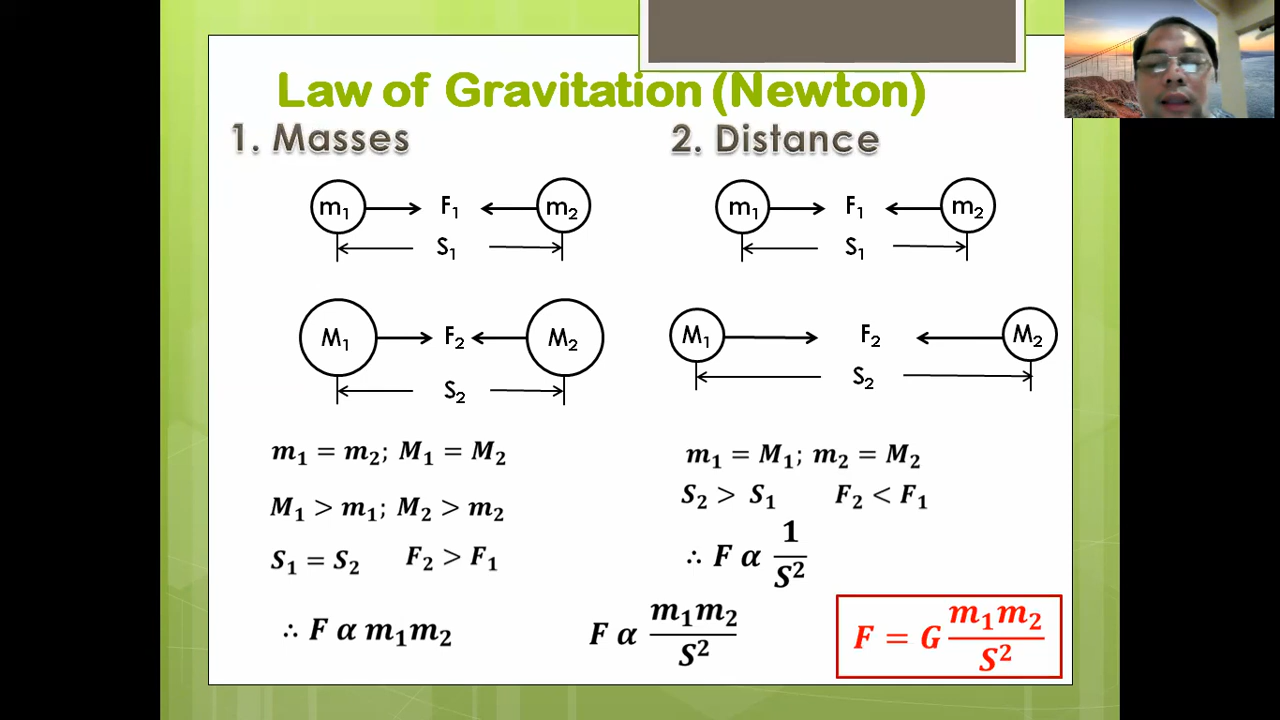 Law of Gravitation (Newton)
1. Masses
m₁ F₁ m₂
S₁
M₁ F₂ M₂
S₂
m₁ = m₂; M₁ = M₂
M₁ > m₁; M₂ > m₂
S₁ = S₂ F₂ > F₁
∴ F α m₁m₂
2. Distance
m₁ F₁ m₂
S₁
M₁ F₂ M₂
S₂
m₁ = M₁; m₂ = M₂
S₂ > S₁ F₂ < F₁
∴ F α 1/S²
F α m₁m₂/S²
F = G m₁m₂/S²